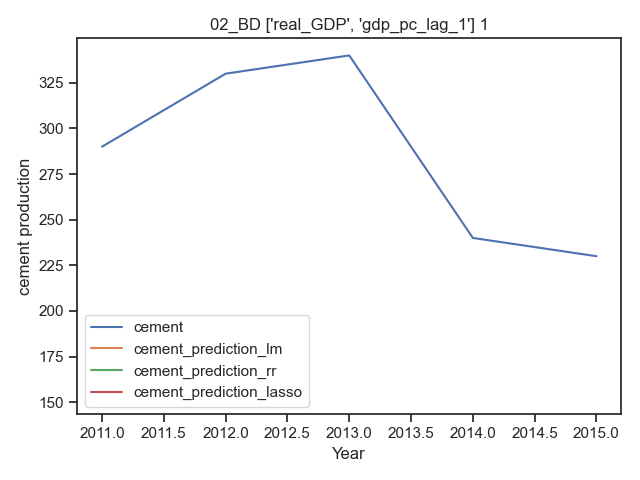 02_BD ['real_GDP', 'gdp_pc_lag_1'] 1
cement production
325
300
275
250
225
200
175
150
cement
cement_prediction_lm
cement_prediction_rr
cement_prediction_lasso
2011.0 2011.5 2012.0 2012.5 2013.0 2013.5 2014.0 2014.5 2015.0
Year